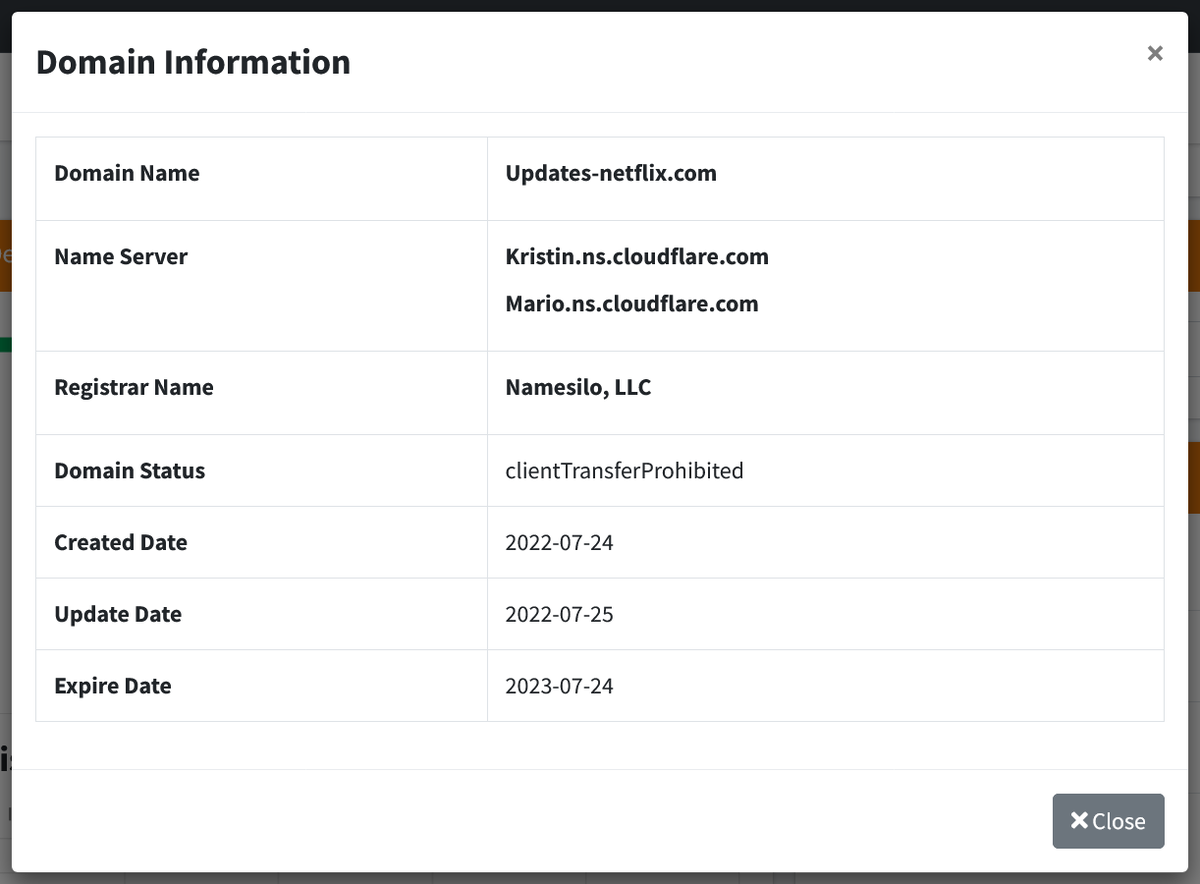 Domain Information
×
Domain Name Updates-netflix.com
Name Server Kristin.ns.cloudflare.com
Mario.ns.cloudflare.com
Registrar Name Namesilo, LLC
Domain Status clientTransferProhibited
Created Date 2022-07-24
Update Date 2022-07-25
Expire Date 2023-07-24
Close